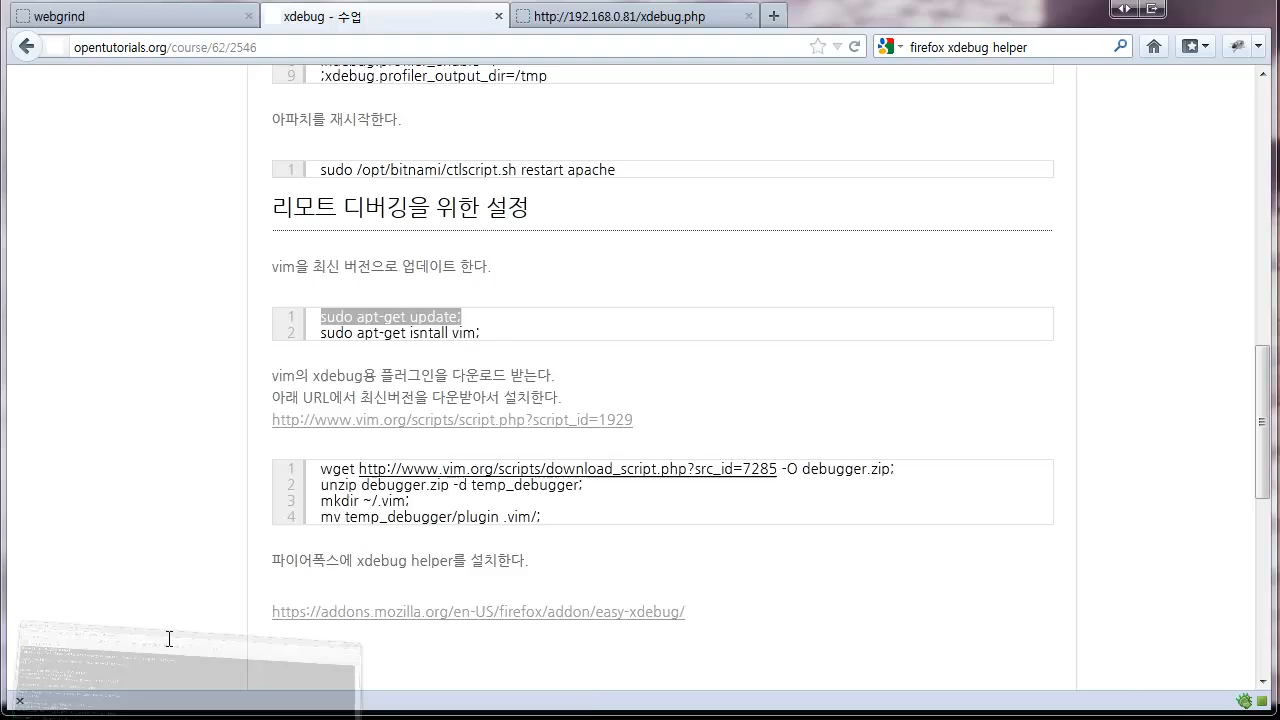 webgrind
xdebug - 수업
http://192.168.0.81/xdebug.php
opentutorials.org/course/62/2546
firefox xdebug helper
9 ;xdebug.profiler_output_dir=/tmp
아파치를 재시작한다.
1 sudo /opt/bitnami/ctlscript.sh restart apache
리모트 디버깅을 위한 설정
vim을 최신 버전으로 업데이트 한다.
1 sudo apt-get update;
2 sudo apt-get isntall vim;
vim의 xdebug용 플러그인을 다운로드 받는다.
아래 URL에서 최신버전을 다운받아서 설치한다.
http://www.vim.org/scripts/script.php?script_id=1929
1 wget http://www.vim.org/scripts/download_script.php?src_id=7285 -O debugger.zip;
2 unzip debugger.zip -d temp_debugger;
3 mkdir ~/.vim;
4 mv temp_debugger/plugin .vim/;
파이어폭스에 xdebug helper를 설치한다.
https://addons.mozilla.org/en-US/firefox/addon/easy-xdebug/